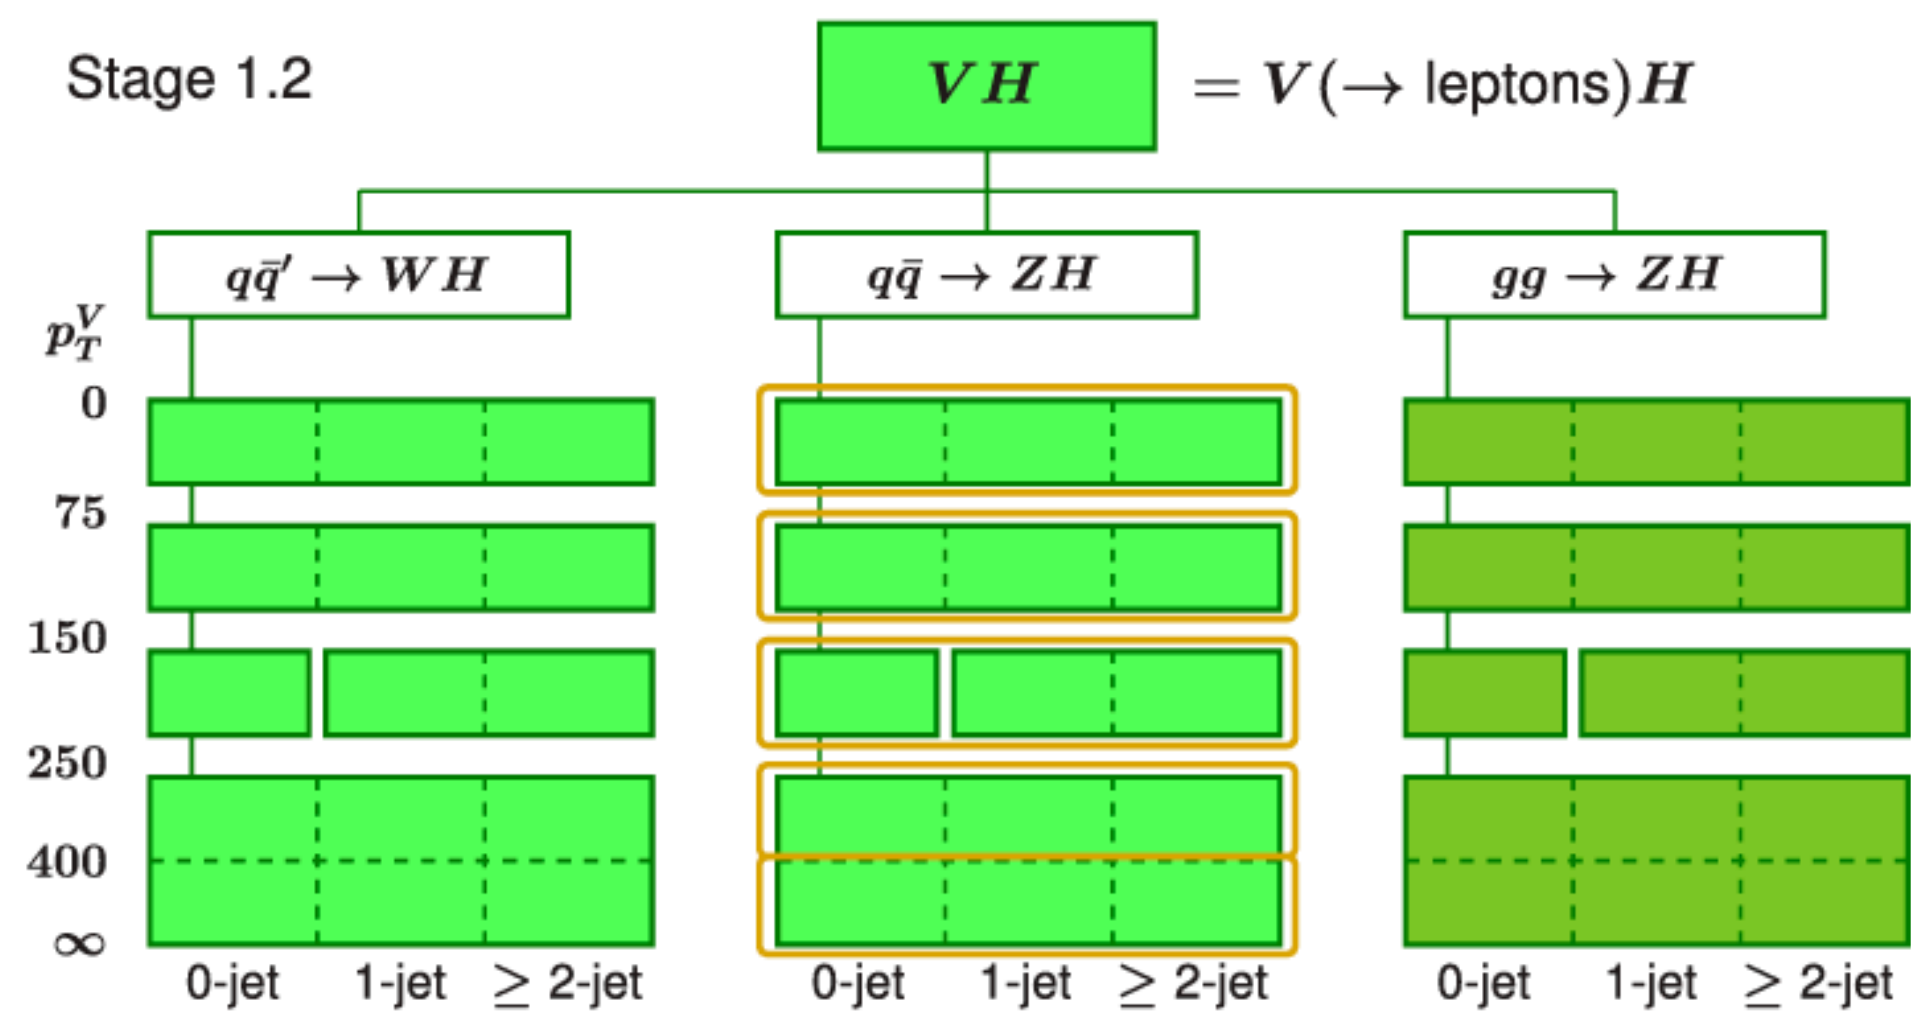 Stage 1.2
VH = V(→ leptons)H
qq̄′ → WH
qq̄ → ZH
gg → ZH
p_T^V
0
75
150
250
400
∞
0-jet 1-jet ≥ 2-jet
0-jet 1-jet ≥ 2-jet
0-jet 1-jet ≥ 2-jet